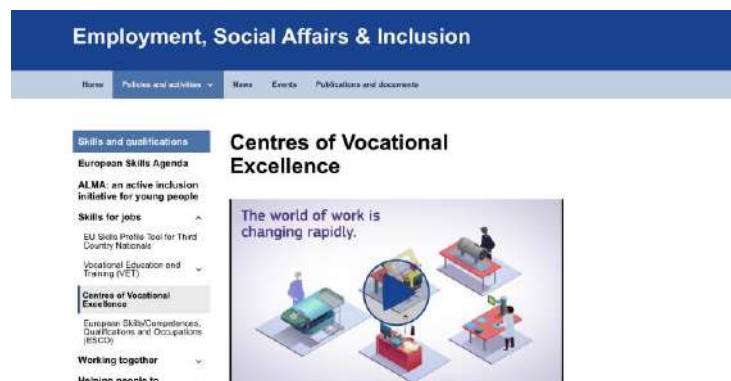 Employment, Social Affairs & Inclusion
Home Policies and activities News Events Publications and documents
Skills and qualifications
European Skills Agenda
ALMA: an active inclusion
initiative for young people
Skills for jobs
EU Skills Profile Tool for Third
Country Nationals
Vocational Education and
Training (VET)
Centres of Vocational
Excellence
European Skills/Competences,
Qualifications and Occupations
(ESCO)
Working together
Helping people to
Centres of Vocational
Excellence
The world of work is
changing rapidly.